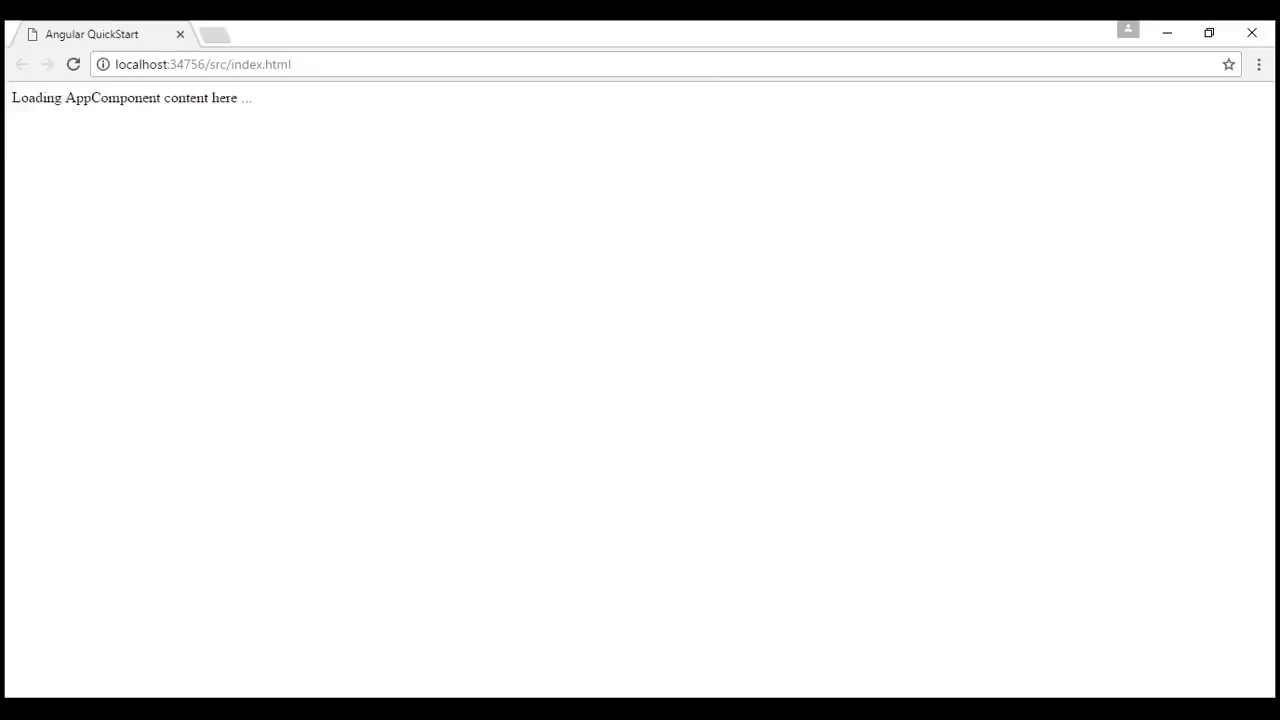 Angular QuickStart
localhost:34756/src/index.html
Loading AppComponent content here ...